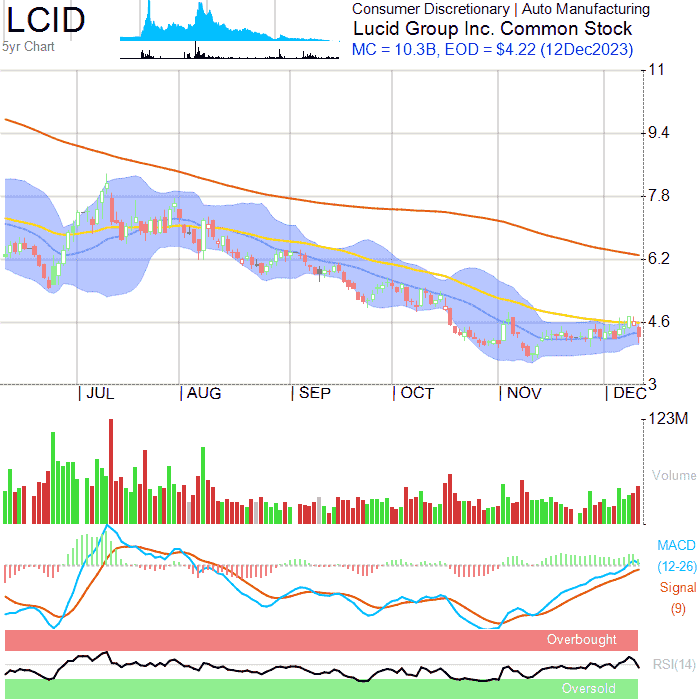 LCID
5yr Chart
Consumer Discretionary | Auto Manufacturing
Lucid Group Inc. Common Stock
MC = 10.3B, EOD = $4.22 (12Dec2023)
11
9.4
7.8
6.2
4.6
3
| JUL | AUG | SEP | OCT | NOV | DEC
123M
Volume
MACD
(12-26)
Signal
(9)
Overbought
RSI(14)
Oversold